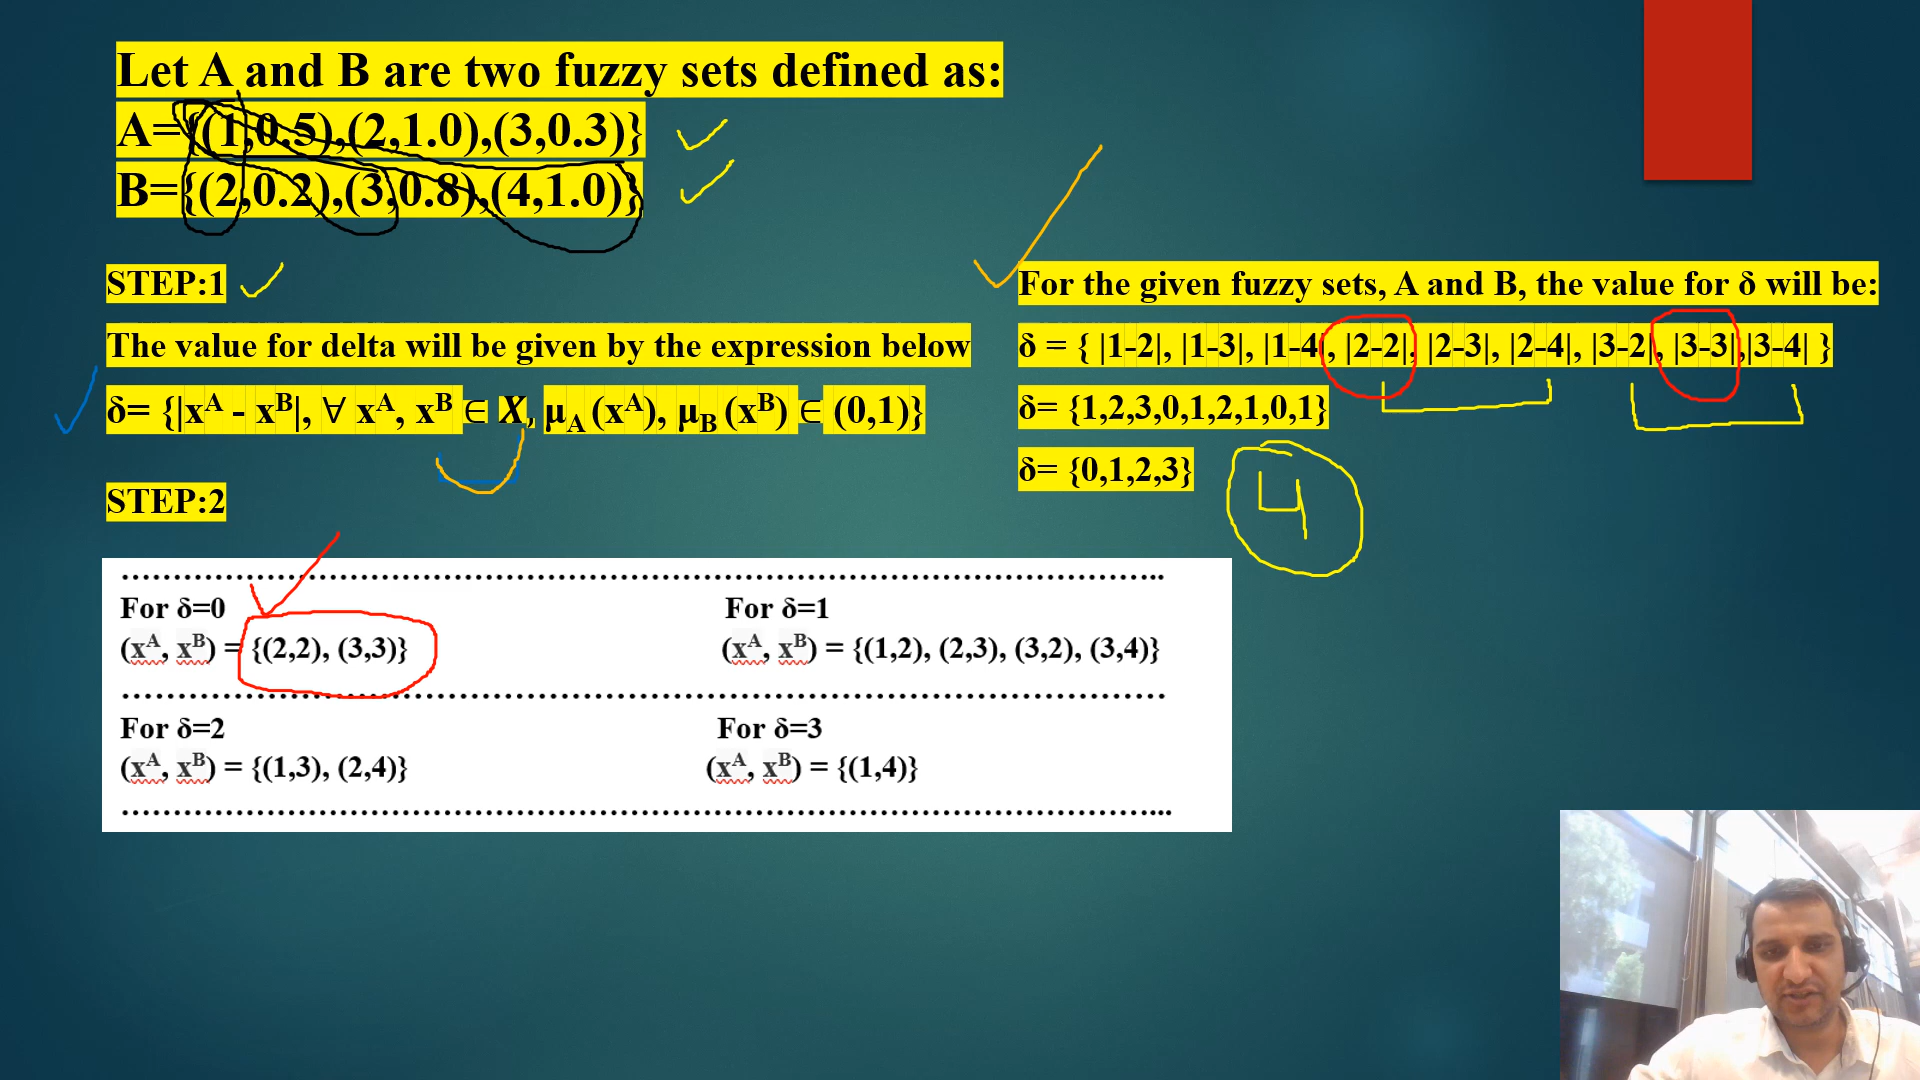 Let A and B are two fuzzy sets defined as:
A={(1,0.5),(2,1.0),(3,0.3)}
B={(2,0.2),(3,0.8),(4,1.0)}
STEP:1
The value for delta will be given by the expression below
δ= {|xᴬ - xᴮ|, ∀ xᴬ, xᴮ ∈ X, μ_A (xᴬ), μ_B (xᴮ) ∈ (0,1)}
For the given fuzzy sets, A and B, the value for δ will be:
δ = { |1-2|, |1-3|, |1-4|, |2-2|, |2-3|, |2-4|, |3-2|, |3-3|,|3-4| }
δ= {1,2,3,0,1,2,1,0,1}
δ= {0,1,2,3}
4
STEP:2
For δ=0
(xᴬ, xᴮ) = {(2,2), (3,3)}
For δ=1
(xᴬ, xᴮ) = {(1,2), (2,3), (3,2), (3,4)}
For δ=2
(xᴬ, xᴮ) = {(1,3), (2,4)}
For δ=3
(xᴬ, xᴮ) = {(1,4)}